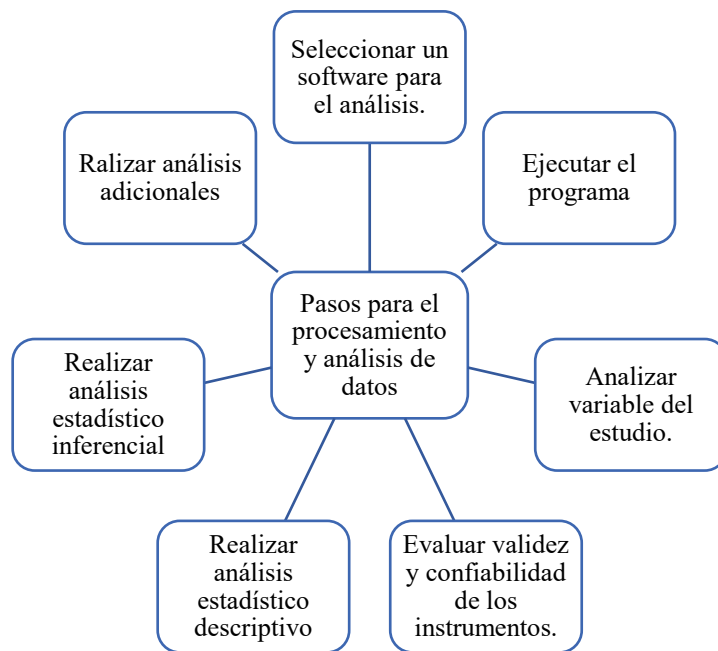 Seleccionar un
software para
el análisis.
Ejecutar el
programa
Analizar
variable del
estudio.
Evaluar validez
y confiabilidad
de los
instrumentos.
Realizar
análisis
estadístico
descriptivo
Realizar
análisis
estadístico
inferencial
Ralizar análisis
adicionales
Pasos para el
procesamiento
y análisis de
datos